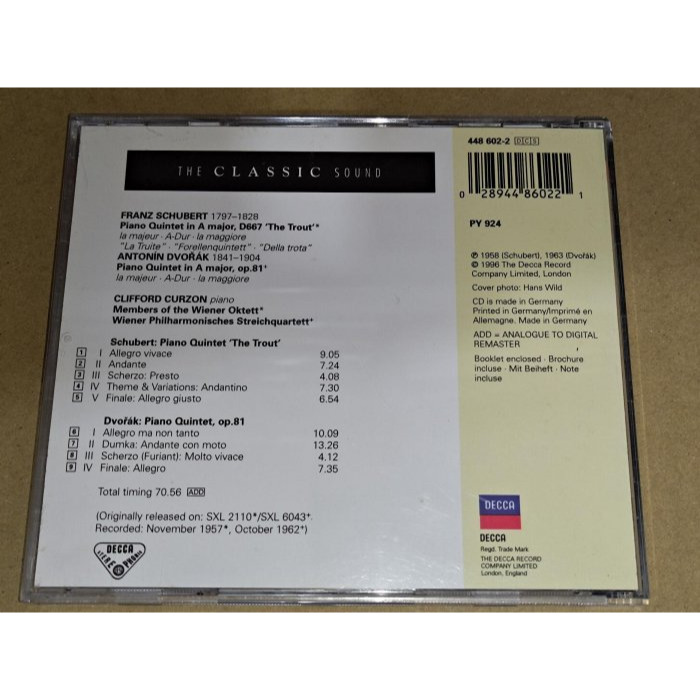 THE CLASSIC SOUND
FRANZ SCHUBERT 1797–1828
Piano Quintet in A major, D667 'The Trout'*
la majeur · A-Dur · la maggiore
"La Truite" · "Forellenquintett" · "Della trota"
ANTONÍN DVOŘÁK 1841–1904
Piano Quintet in A major, op.81+
la majeur · A-Dur · la maggiore
CLIFFORD CURZON piano
Members of the Wiener Oktett*
Wiener Philharmonisches Streichquartett+
Schubert: Piano Quintet 'The Trout'
1 I Allegro vivace 9.05
2 II Andante 7.24
3 III Scherzo: Presto 4.08
4 IV Theme & Variations: Andantino 7.30
5 V Finale: Allegro giusto 6.54
Dvořák: Piano Quintet, op.81
6 I Allegro ma non tanto 10.09
7 II Dumka: Andante con moto 13.26
8 III Scherzo (Furiant): Molto vivace 4.12
9 IV Finale: Allegro 7.35
Total timing 70.56 ADD
(Originally released on: SXL 2110*/SXL 6043+
Recorded: November 1957*, October 1962+)
DECCA
448 602-2 DCS
0 28944 86022 1
PY 924
℗ 1958 (Schubert), 1963 (Dvořák)
© 1996 The Decca Record
Company Limited, London
Cover photo: Hans Wild
CD is made in Germany
Printed in Germany/Imprimé en
Allemagne. Made in Germany
ADD = ANALOGUE TO DIGITAL
REMASTER
Booklet enclosed · Brochure
incluse · Mit Beiheft · Note
incluse
DECCA
DECCA
Regd. Trade Mark
THE DECCA RECORD
COMPANY LIMITED
London, England